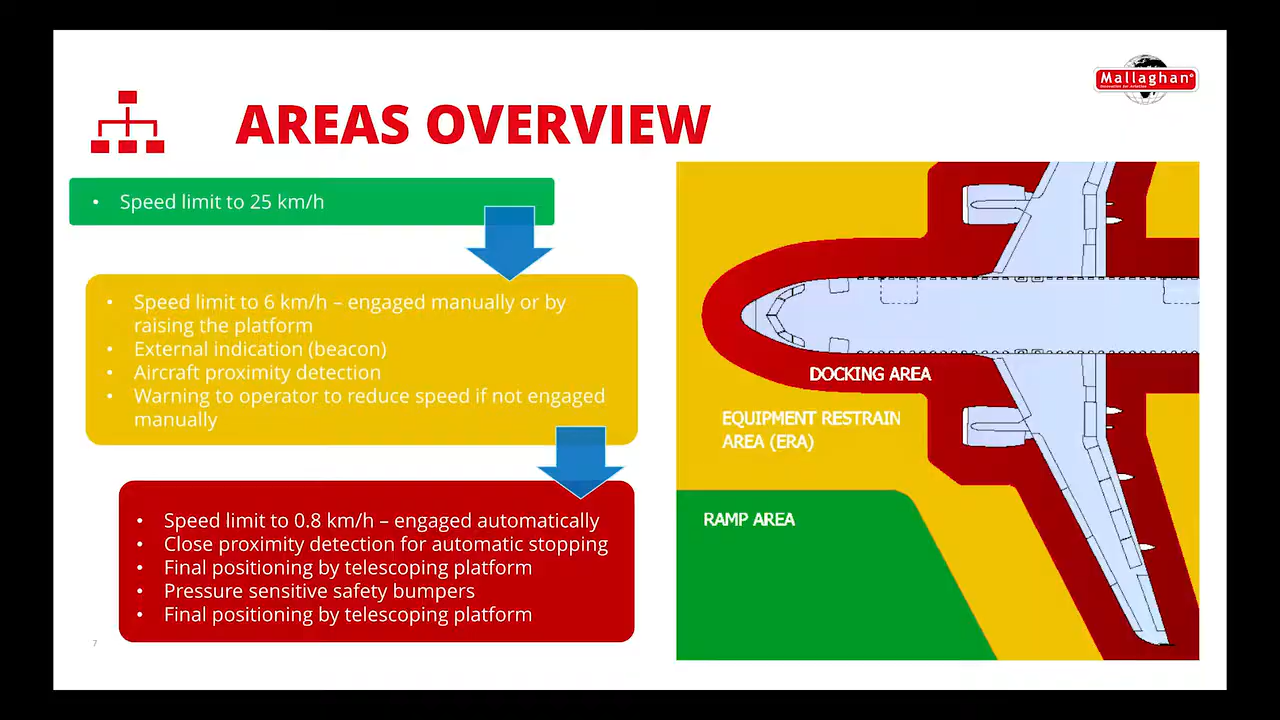 Mallaghan®
Innovation for Aviation
AREAS OVERVIEW
• Speed limit to 25 km/h
• Speed limit to 6 km/h – engaged manually or by
raising the platform
• External indication (beacon)
• Aircraft proximity detection
• Warning to operator to reduce speed if not engaged
manually
• Speed limit to 0.8 km/h – engaged automatically
• Close proximity detection for automatic stopping
• Final positioning by telescoping platform
• Pressure sensitive safety bumpers
• Final positioning by telescoping platform
DOCKING AREA
EQUIPMENT RESTRAIN
AREA (ERA)
RAMP AREA
7